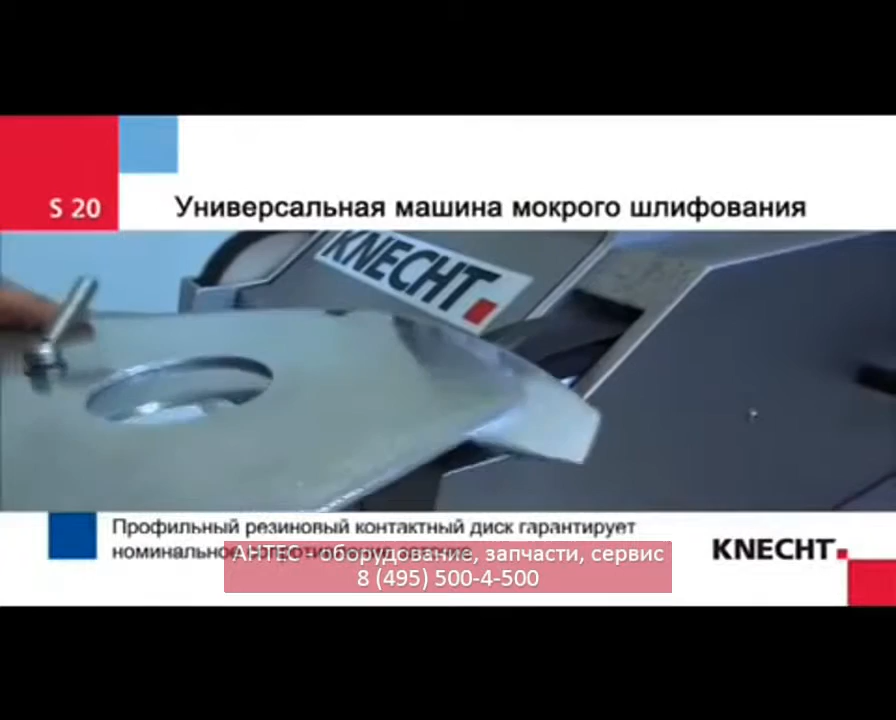 S 20
Универсальная машина мокрого шлифования
KNECHT
Профильный резиновый контактный диск гарантирует
номинальное
АНТЕС - оборудование, запчасти, сервис
8 (495) 500-4-500
KNECHT